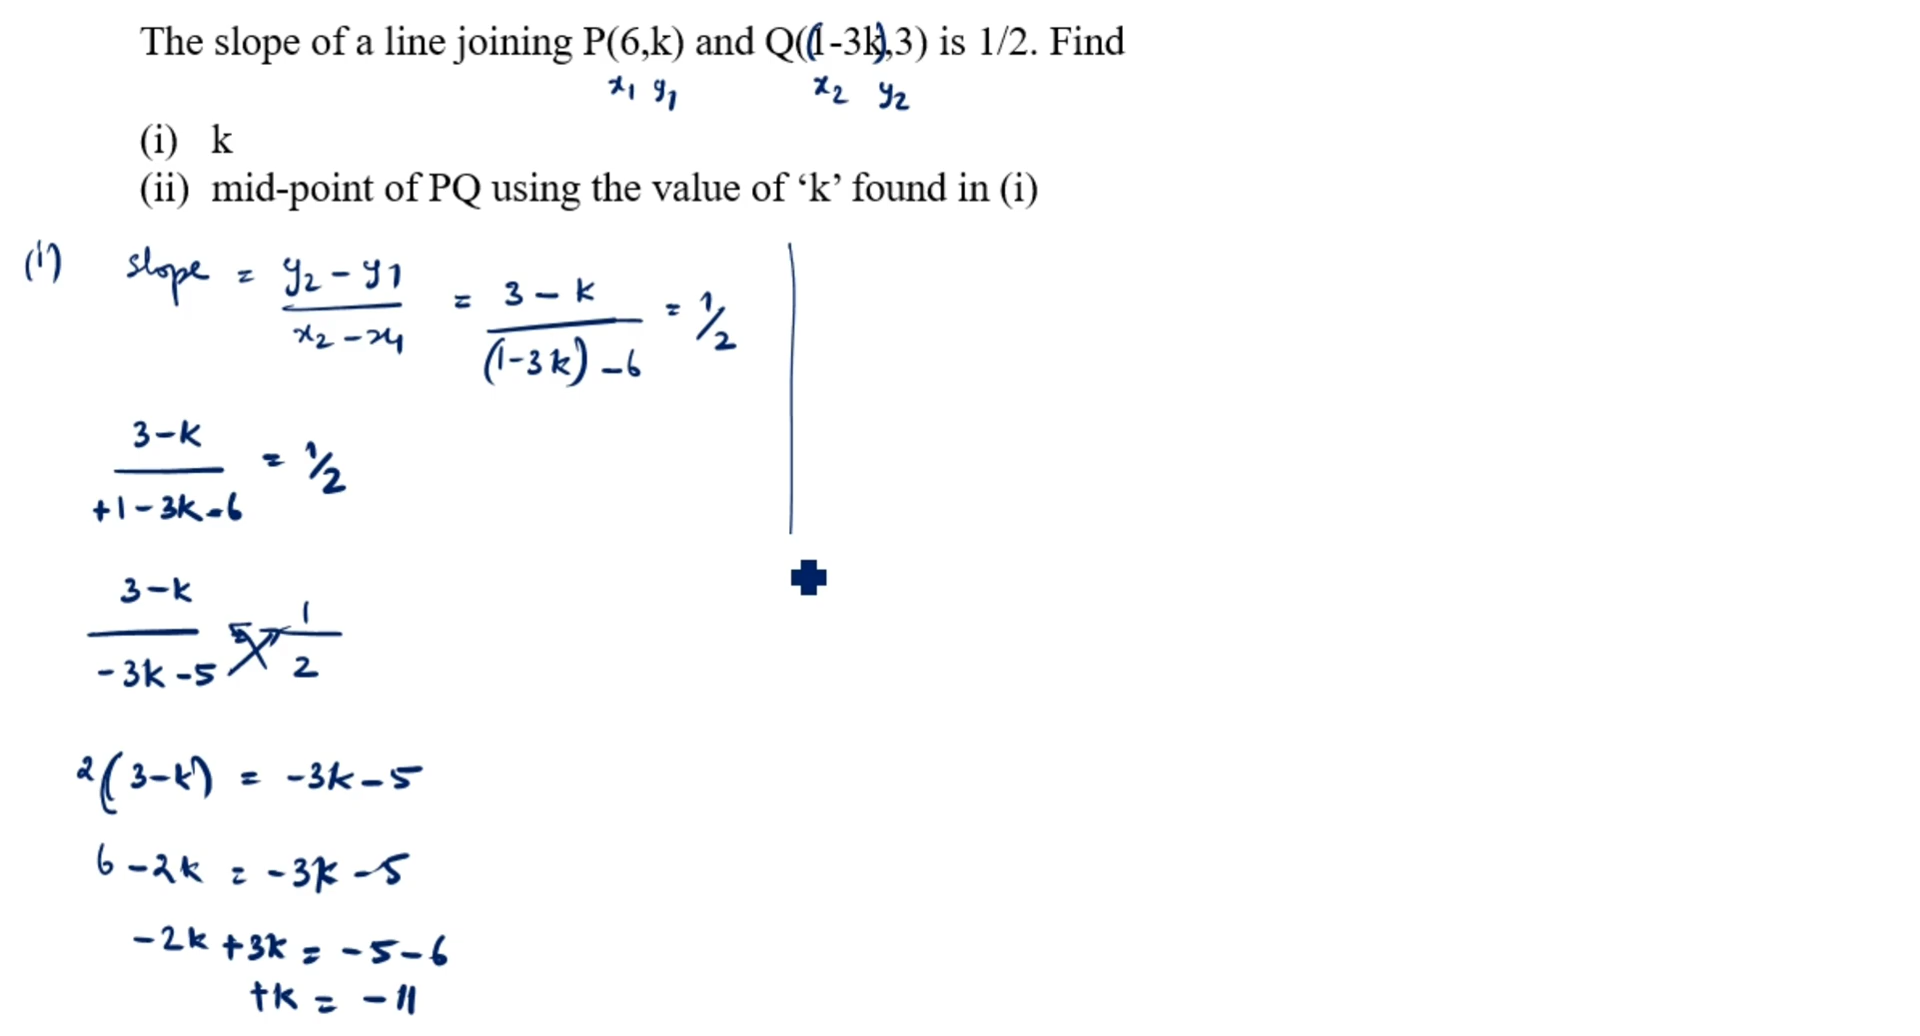 The slope of a line joining P(6,k) and Q((1-3k),3) is 1/2. Find
x1 y1 x2 y2
(i) k
(ii) mid-point of PQ using the value of ‘k’ found in (i)
(i) slope = y2 - y1 / x2 - x1 = 3 - k / (1-3k) - 6 = 1/2
3-k / +1-3k-6 = 1/2
3-k / -3k-5 = 1/2
2(3-k) = -3k-5
6-2k = -3k-5
-2k+3k = -5-6
+k = -11